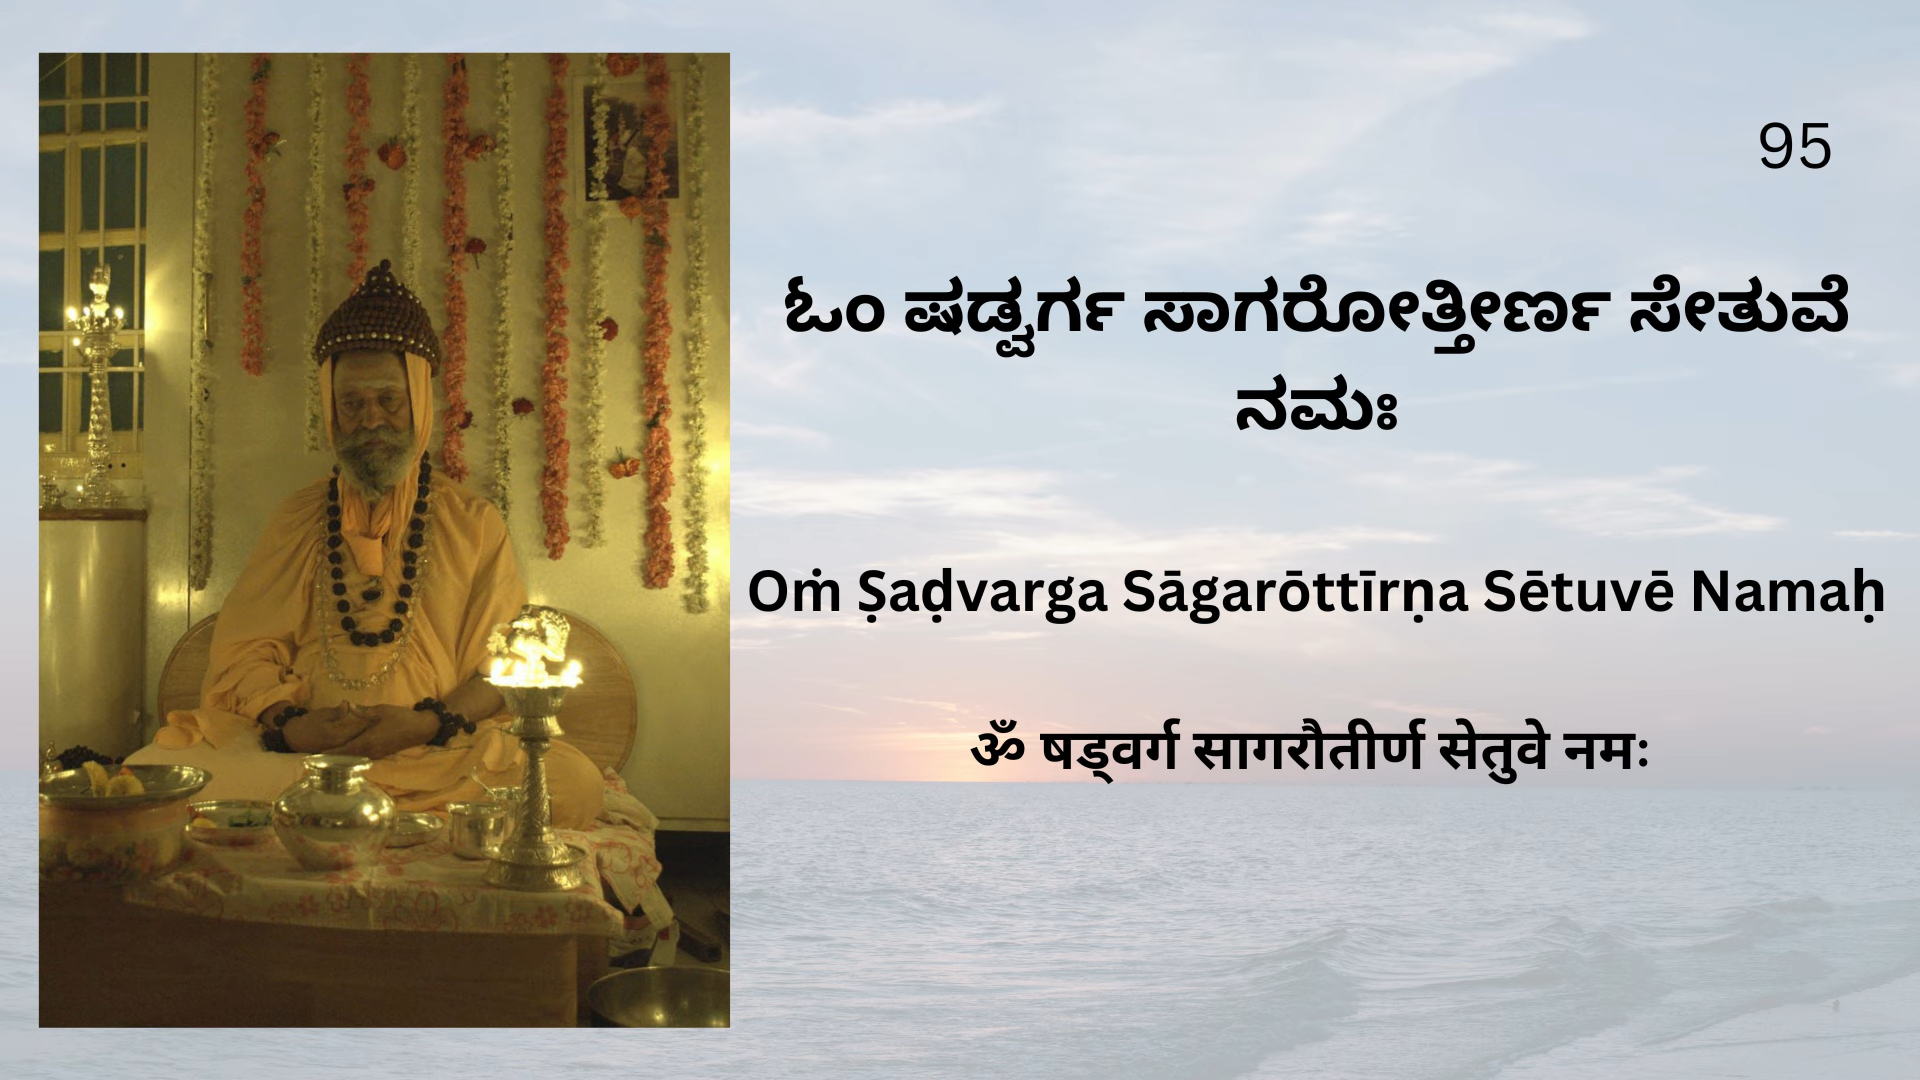 95
ಓಂ ಷಡ್ವರ್ಗ ಸಾಗರೋತ್ತೀರ್ಣ ಸೇತುವೆ
ನಮಃ
Oṁ Ṣaḍvarga Sāgarōttīrṇa Sētuvē Namaḥ
ॐ षड्वर्ग सागरौतीर्ण सेतुवे नमः